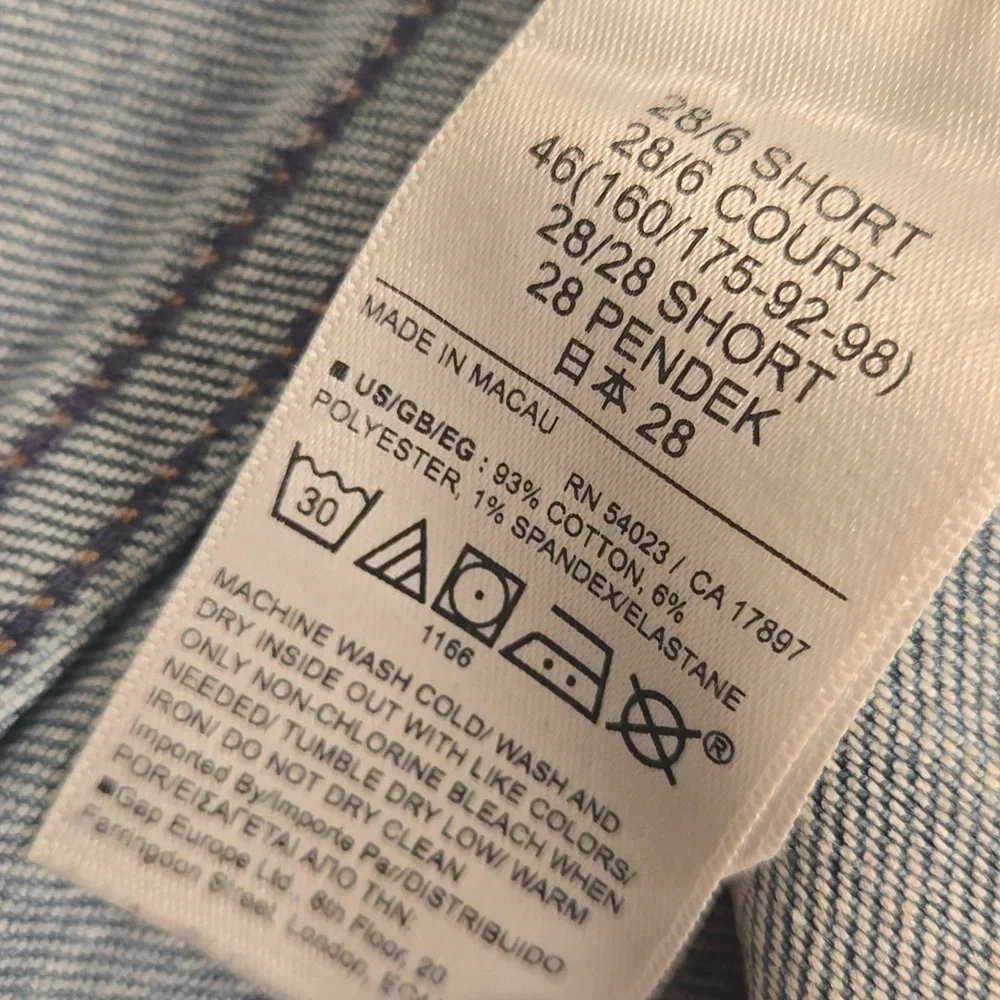 28/6 SHORT
28/6 COURT
46(160/175-92-98)
28/28 SHORT
28 PENDEK
日本 28
MADE IN MACAU
RN 54023 / CA 17897
■ US/GB/EG : 93% COTTON, 6%
POLYESTER, 1% SPANDEX/ELASTANE
30
1166
®
MACHINE WASH COLD/ WASH AND
DRY INSIDE OUT WITH LIKE COLORS/
ONLY NON-CHLORINE BLEACH WHEN
NEEDED/ TUMBLE DRY LOW/ WARM
IRON/ DO NOT DRY CLEAN
Imported By/Importe Par/DISTRIBUIDO
POR/ΕΙΣΑΓΕΤΑΙ ΑΠΟ ΤΗΝ:
■Gap Europe Ltd, 6th Floor, 20
Farringdon Street, London,